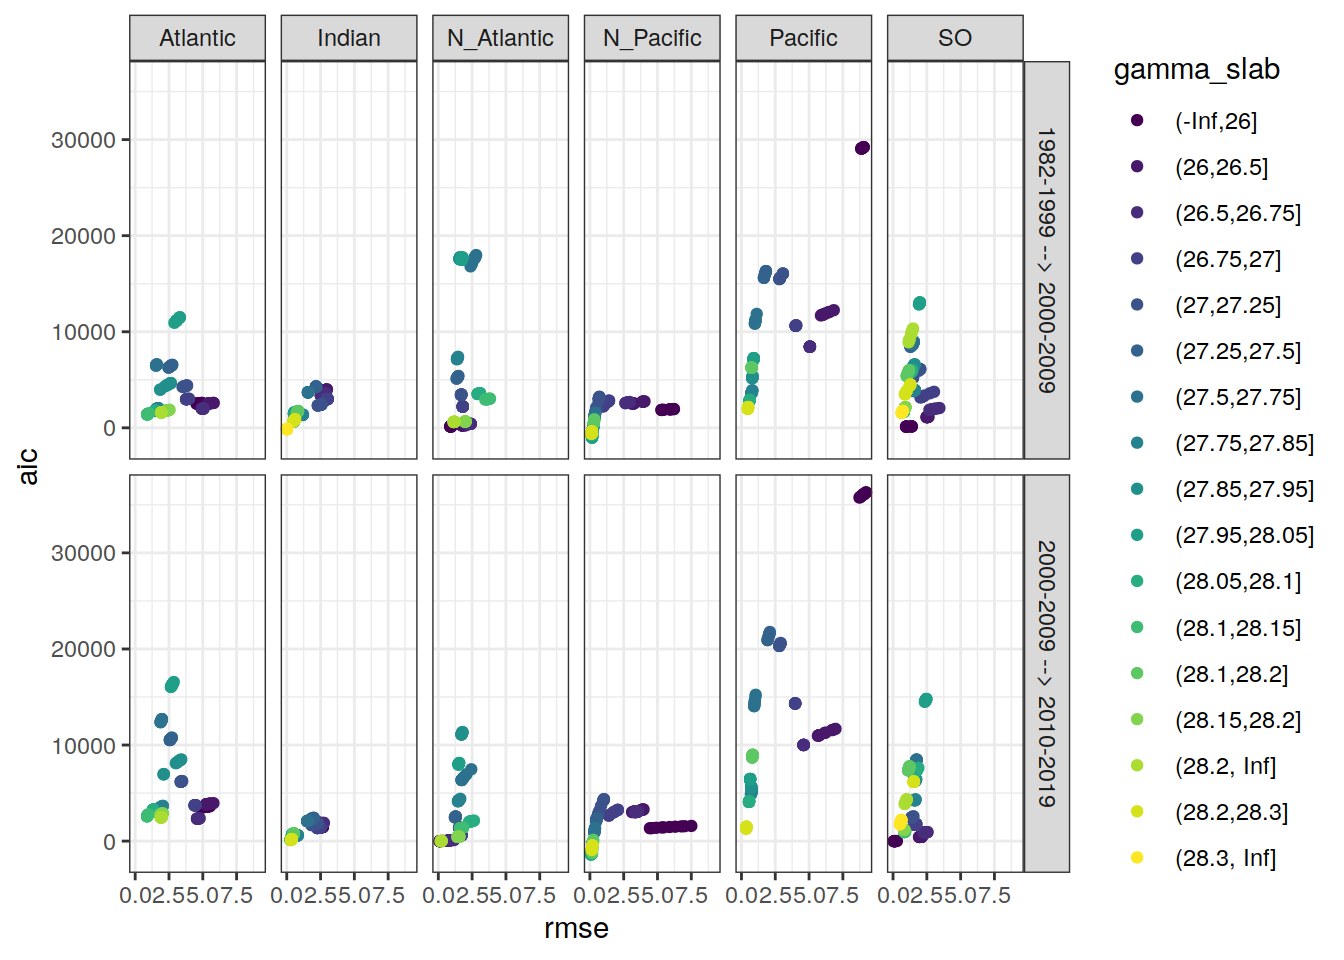 Atlantic Indian N_Atlantic N_Pacific Pacific SO
gamma_slab
(-Inf,26]
(26,26.5]
(26.5,26.75]
(26.75,27]
(27,27.25]
(27.25,27.5]
(27.5,27.75]
(27.75,27.85]
(27.85,27.95]
(27.95,28.05]
(28.05,28.1]
(28.1,28.15]
(28.1,28.2]
(28.15,28.2]
(28.2, Inf]
(28.2,28.3]
(28.3, Inf]
1982-1999 --> 2000-2009
2000-2009 --> 2010-2019
30000
20000
10000
0
30000
20000
10000
0
aic
0.02.55.07.5 0.02.55.07.5 0.02.55.07.5 0.02.55.07.5 0.02.55.07.5 0.02.55.07.5
rmse